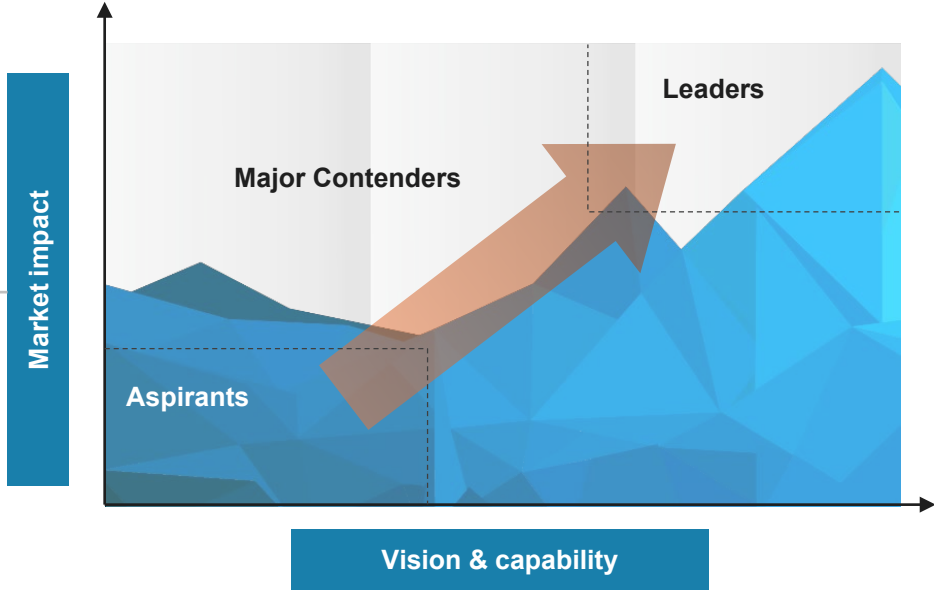 Leaders
Major Contenders
Market impact
Aspirants
Vision & capability